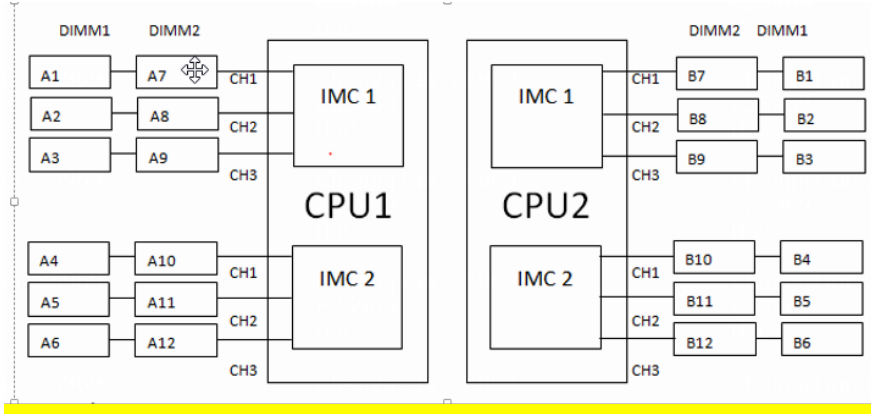 DIMM1 DIMM2 DIMM2 DIMM1
A1 A7 CH1 IMC 1 IMC 1 CH1 B7 B1
A2 A8 CH2 CH2 B8 B2
A3 A9 CH3 CH3 B9 B3
CPU1 CPU2
A4 A10 CH1 IMC 2 IMC 2 CH1 B10 B4
A5 A11 CH2 CH2 B11 B5
A6 A12 CH3 CH3 B12 B6